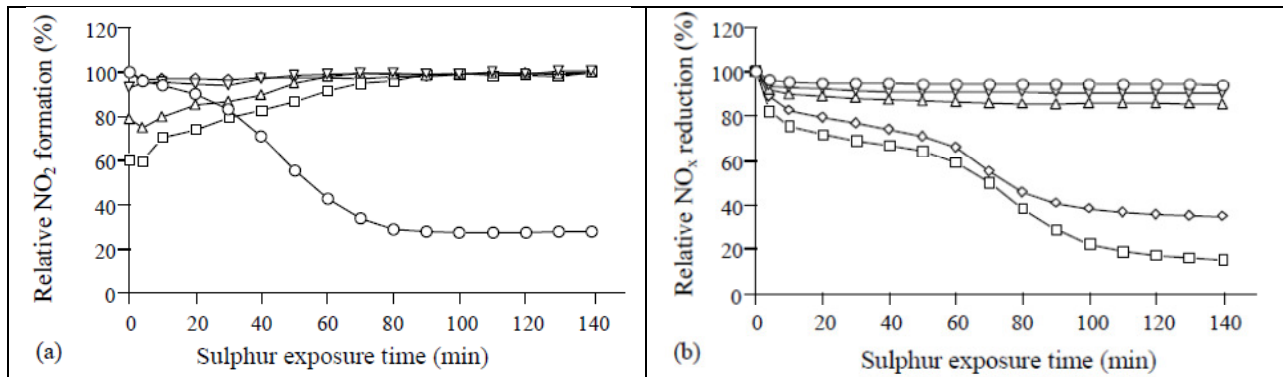 Relative NO₂ formation (%)
120
100
80
60
40
20
0
0 20 40 60 80 100 120 140
(a) Sulphur exposure time (min)
Relative NOₓ reduction (%)
120
100
80
60
40
20
0
0 20 40 60 80 100 120 140
(b) Sulphur exposure time (min)